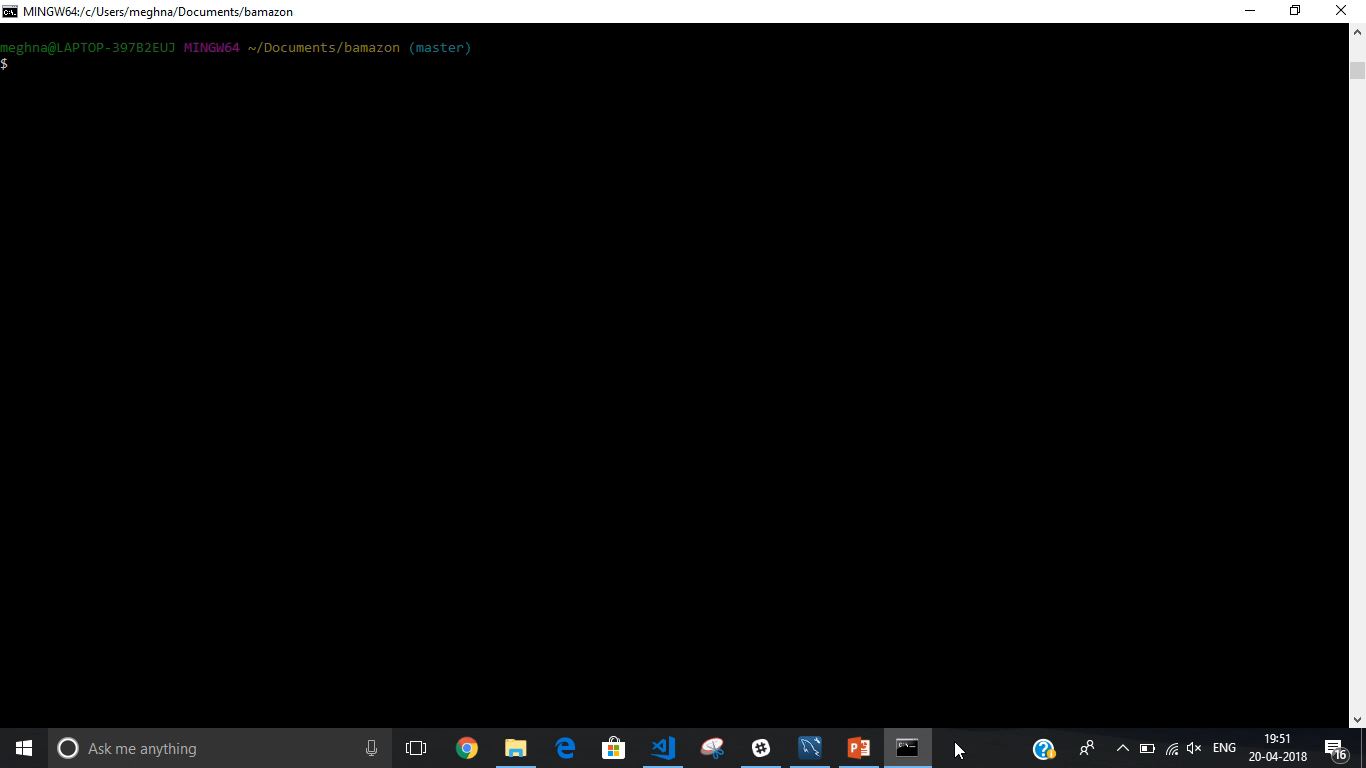 MINGW64:/c/Users/meghna/Documents/bamazon
meghna@LAPTOP-397B2EUJ MINGW64 ~/Documents/bamazon (master)
$
Ask me anything
ENG
19:51
20-04-2018
16